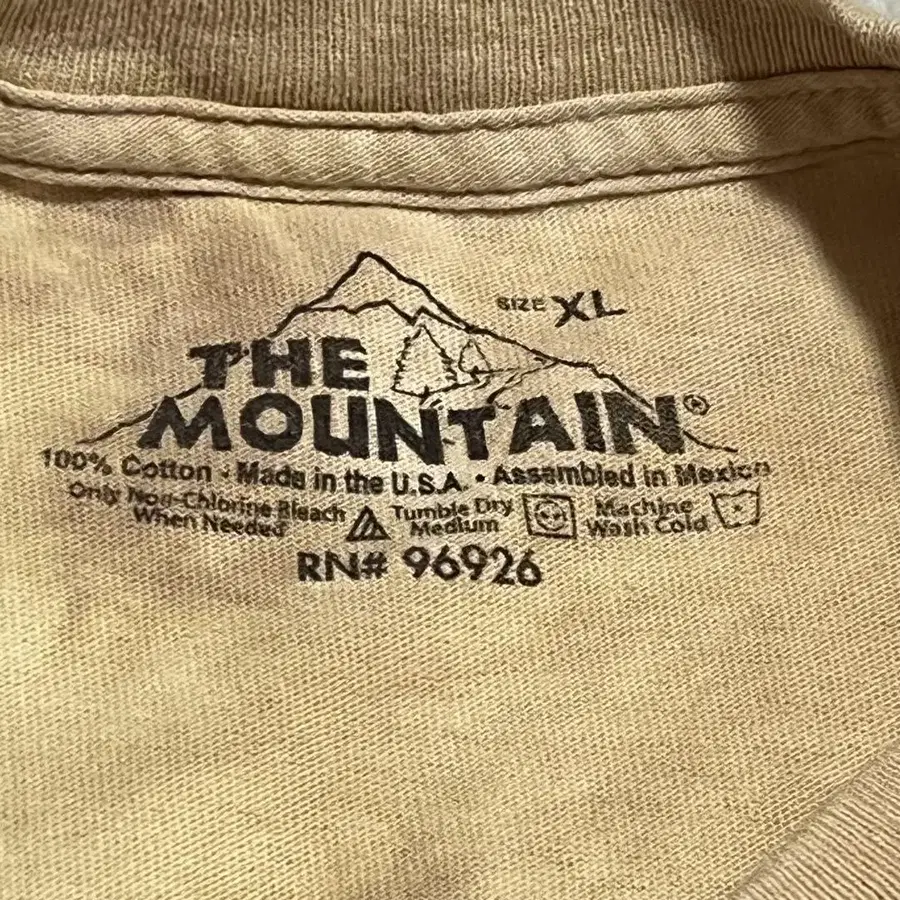 SIZE XL
THE
MOUNTAIN®
100% Cotton • Made in the U.S.A. • Assembled in Mexico
Only Non-Chlorine Bleach When Needed
Tumble Dry Medium
Machine Wash Cold
RN# 96926